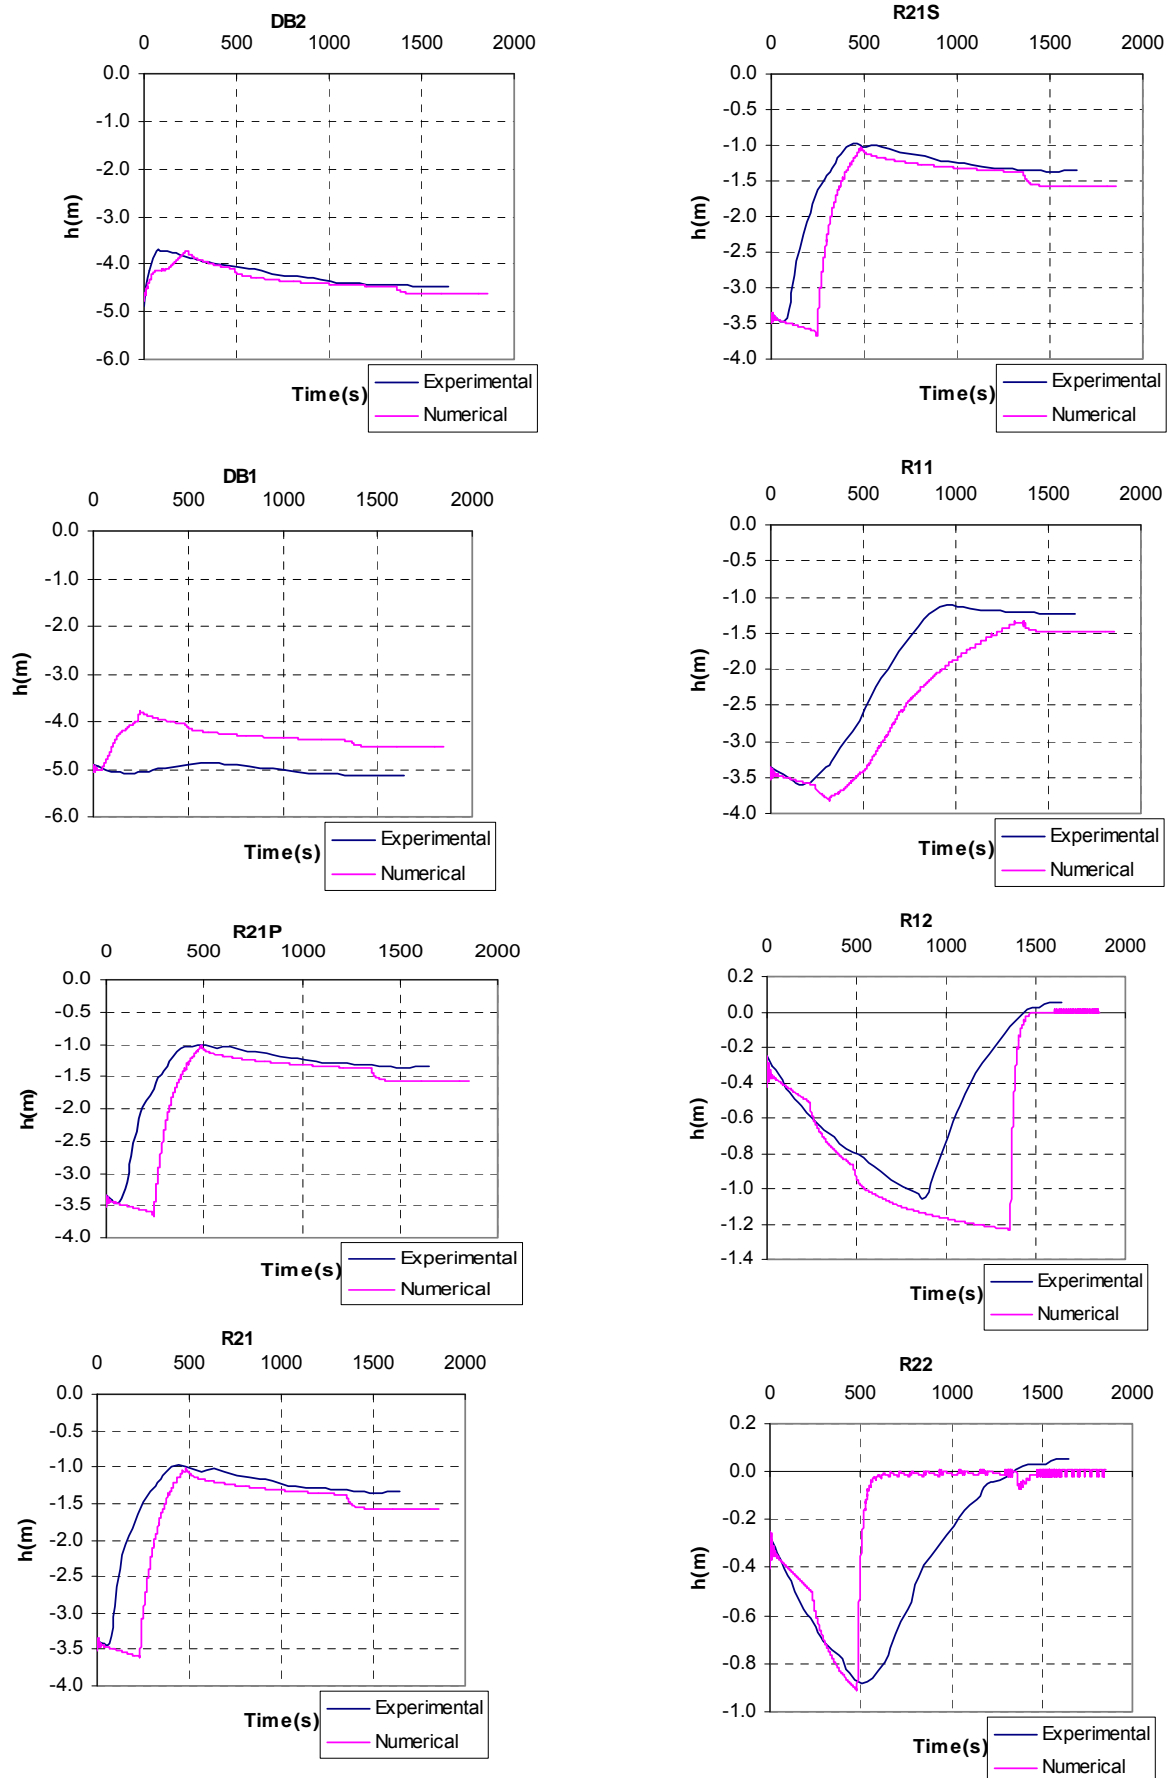 DB2
0 500 1000 1500 2000
0.0
-1.0
-2.0
-3.0
-4.0
-5.0
-6.0
h(m)
Time(s)
Experimental
Numerical
R21S
0 500 1000 1500 2000
0.0
-0.5
-1.0
-1.5
-2.0
-2.5
-3.0
-3.5
-4.0
h(m)
Time(s)
Experimental
Numerical
DB1
0 500 1000 1500 2000
0.0
-1.0
-2.0
-3.0
-4.0
-5.0
-6.0
h(m)
Time(s)
Experimental
Numerical
R11
0 500 1000 1500 2000
0.0
-0.5
-1.0
-1.5
-2.0
-2.5
-3.0
-3.5
-4.0
h(m)
Time(s)
Experimental
Numerical
R21P
0 500 1000 1500 2000
0.0
-0.5
-1.0
-1.5
-2.0
-2.5
-3.0
-3.5
-4.0
h(m)
Time(s)
Experimental
Numerical
R12
0 500 1000 1500 2000
0.2
0.0
-0.2
-0.4
-0.6
-0.8
-1.0
-1.2
-1.4
h(m)
Time(s)
Experimental
Numerical
R21
0 500 1000 1500 2000
0.0
-0.5
-1.0
-1.5
-2.0
-2.5
-3.0
-3.5
-4.0
h(m)
Time(s)
Experimental
Numerical
R22
0 500 1000 1500 2000
0.2
0.0
-0.2
-0.4
-0.6
-0.8
-1.0
h(m)
Time(s)
Experimental
Numerical